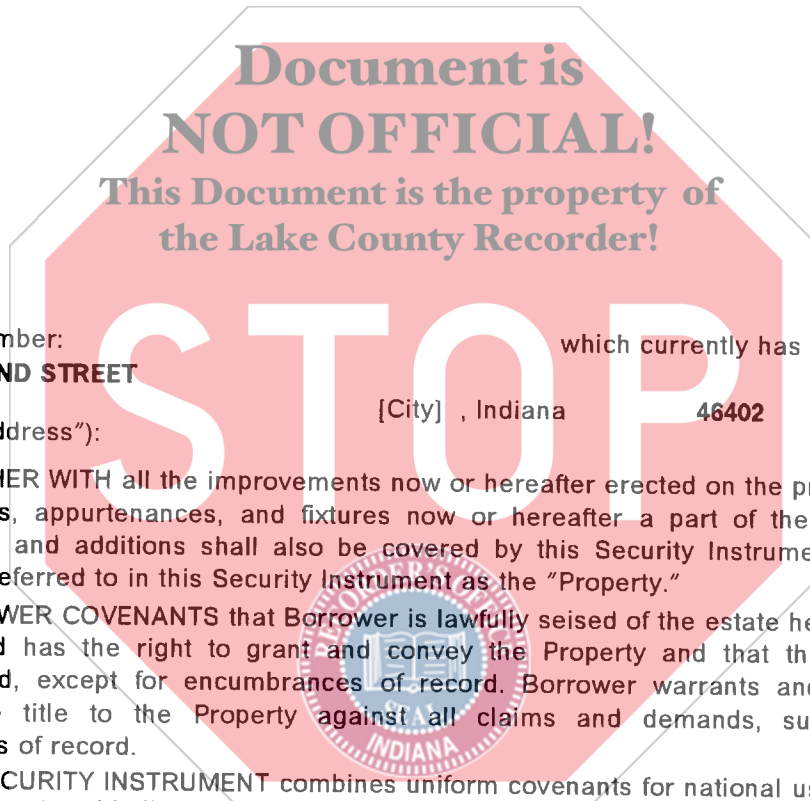 Document is
NOT OFFICIAL!
This Document is the property of
the Lake County Recorder!
STOP
mber: which currently has
ND STREET
[City] , Indiana 46402
ddress"):
HER WITH all the improvements now or hereafter erected on the pr
s, appurtenances, and fixtures now or hereafter a part of the
and additions shall also be covered by this Security Instrume
eferred to in this Security Instrument as the "Property."
WER COVENANTS that Borrower is lawfully seised of the estate he
d has the right to grant and convey the Property and that th
d, except for encumbrances of record. Borrower warrants an
title to the Property against all claims and demands, su
s of record.
SEAL
INDIANA
CURITY INSTRUMENT combines uniform covenants for national us